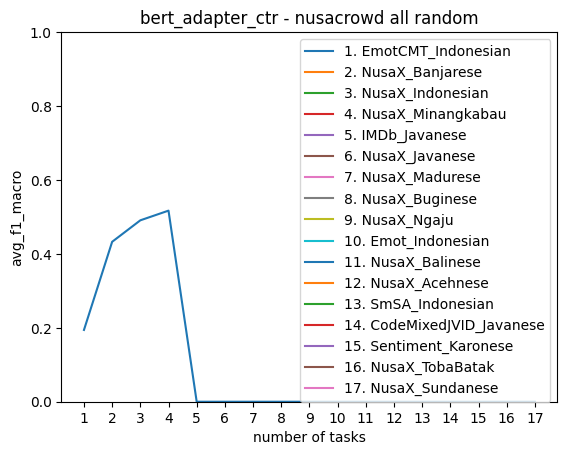 bert_adapter_ctr - nusacrowd all random
avg_f1_macro
1.0
0.8
0.6
0.4
0.2
0.0
1. EmotCMT_Indonesian
2. NusaX_Banjarese
3. NusaX_Indonesian
4. NusaX_Minangkabau
5. IMDb_Javanese
6. NusaX_Javanese
7. NusaX_Madurese
8. NusaX_Buginese
9. NusaX_Ngaju
10. Emot_Indonesian
11. NusaX_Balinese
12. NusaX_Acehnese
13. SmSA_Indonesian
14. CodeMixedJVID_Javanese
15. Sentiment_Karonese
16. NusaX_TobaBatak
17. NusaX_Sundanese
1 2 3 4 5 6 7 8 9 10 11 12 13 14 15 16 17
number of tasks